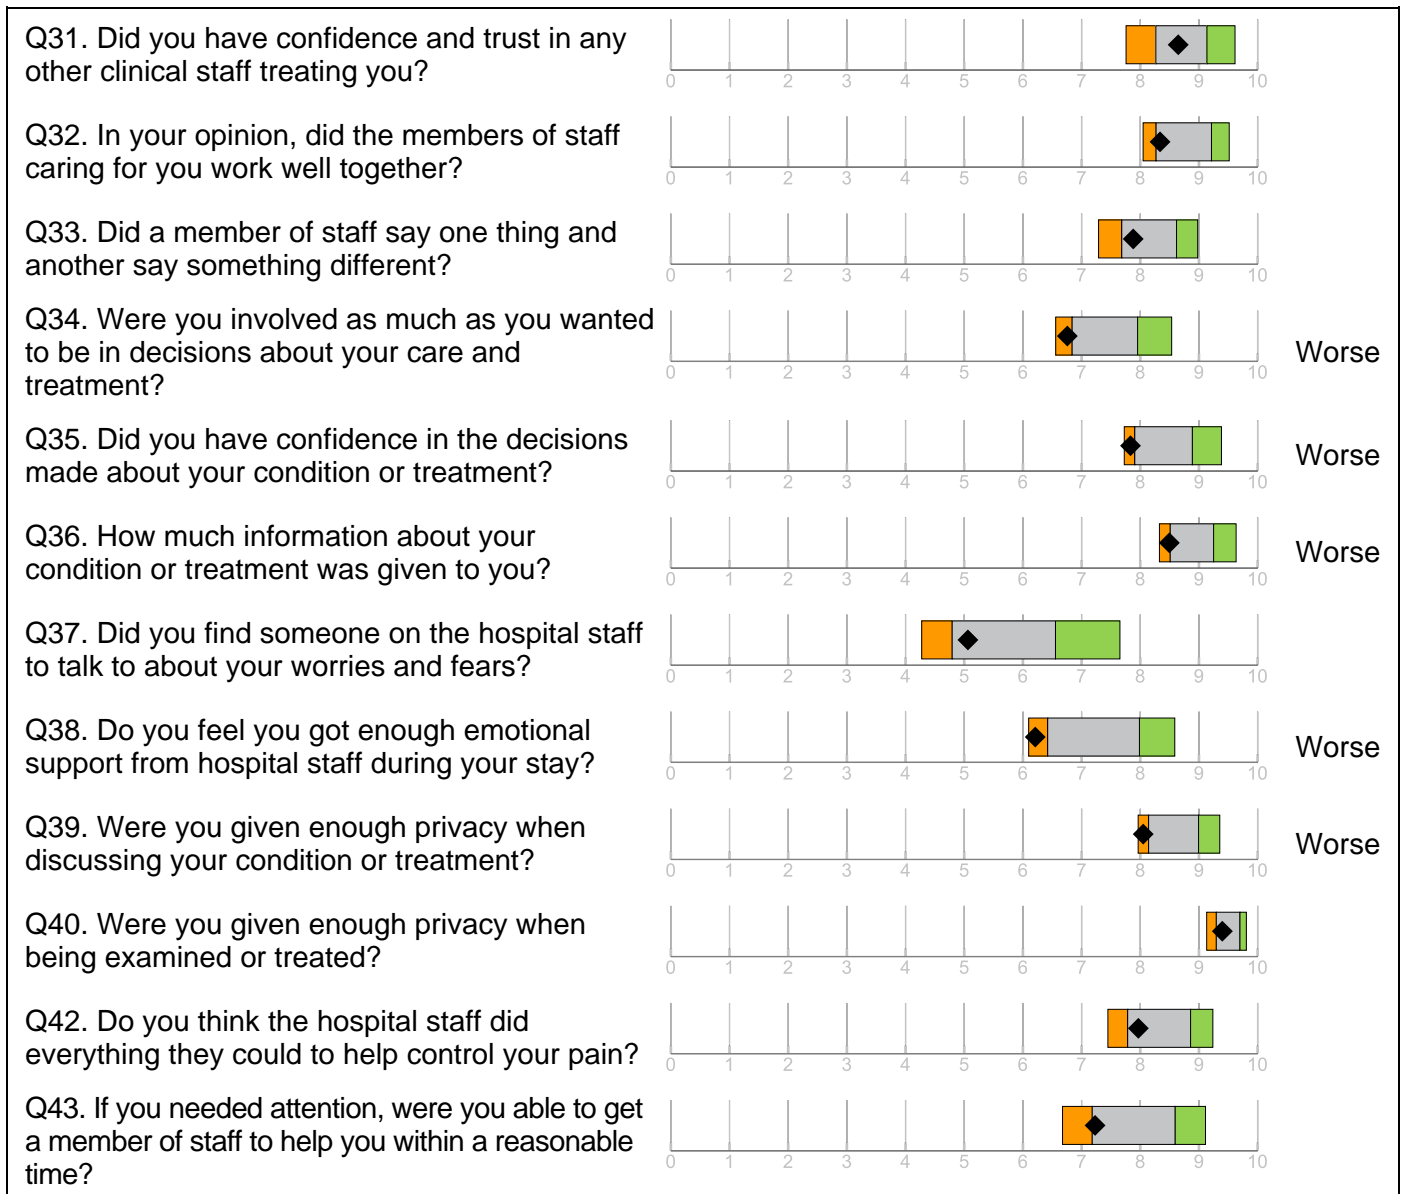 Q31. Did you have confidence and trust in any
other clinical staff treating you?
0 1 2 3 4 5 6 7 8 9 10
Q32. In your opinion, did the members of staff
caring for you work well together?
0 1 2 3 4 5 6 7 8 9 10
Q33. Did a member of staff say one thing and
another say something different?
0 1 2 3 4 5 6 7 8 9 10
Q34. Were you involved as much as you wanted
to be in decisions about your care and
treatment?
0 1 2 3 4 5 6 7 8 9 10
Worse
Q35. Did you have confidence in the decisions
made about your condition or treatment?
0 1 2 3 4 5 6 7 8 9 10
Worse
Q36. How much information about your
condition or treatment was given to you?
0 1 2 3 4 5 6 7 8 9 10
Worse
Q37. Did you find someone on the hospital staff
to talk to about your worries and fears?
0 1 2 3 4 5 6 7 8 9 10
Q38. Do you feel you got enough emotional
support from hospital staff during your stay?
0 1 2 3 4 5 6 7 8 9 10
Worse
Q39. Were you given enough privacy when
discussing your condition or treatment?
0 1 2 3 4 5 6 7 8 9 10
Worse
Q40. Were you given enough privacy when
being examined or treated?
0 1 2 3 4 5 6 7 8 9 10
Q42. Do you think the hospital staff did
everything they could to help control your pain?
0 1 2 3 4 5 6 7 8 9 10
Q43. If you needed attention, were you able to get
a member of staff to help you within a reasonable
time?
0 1 2 3 4 5 6 7 8 9 10